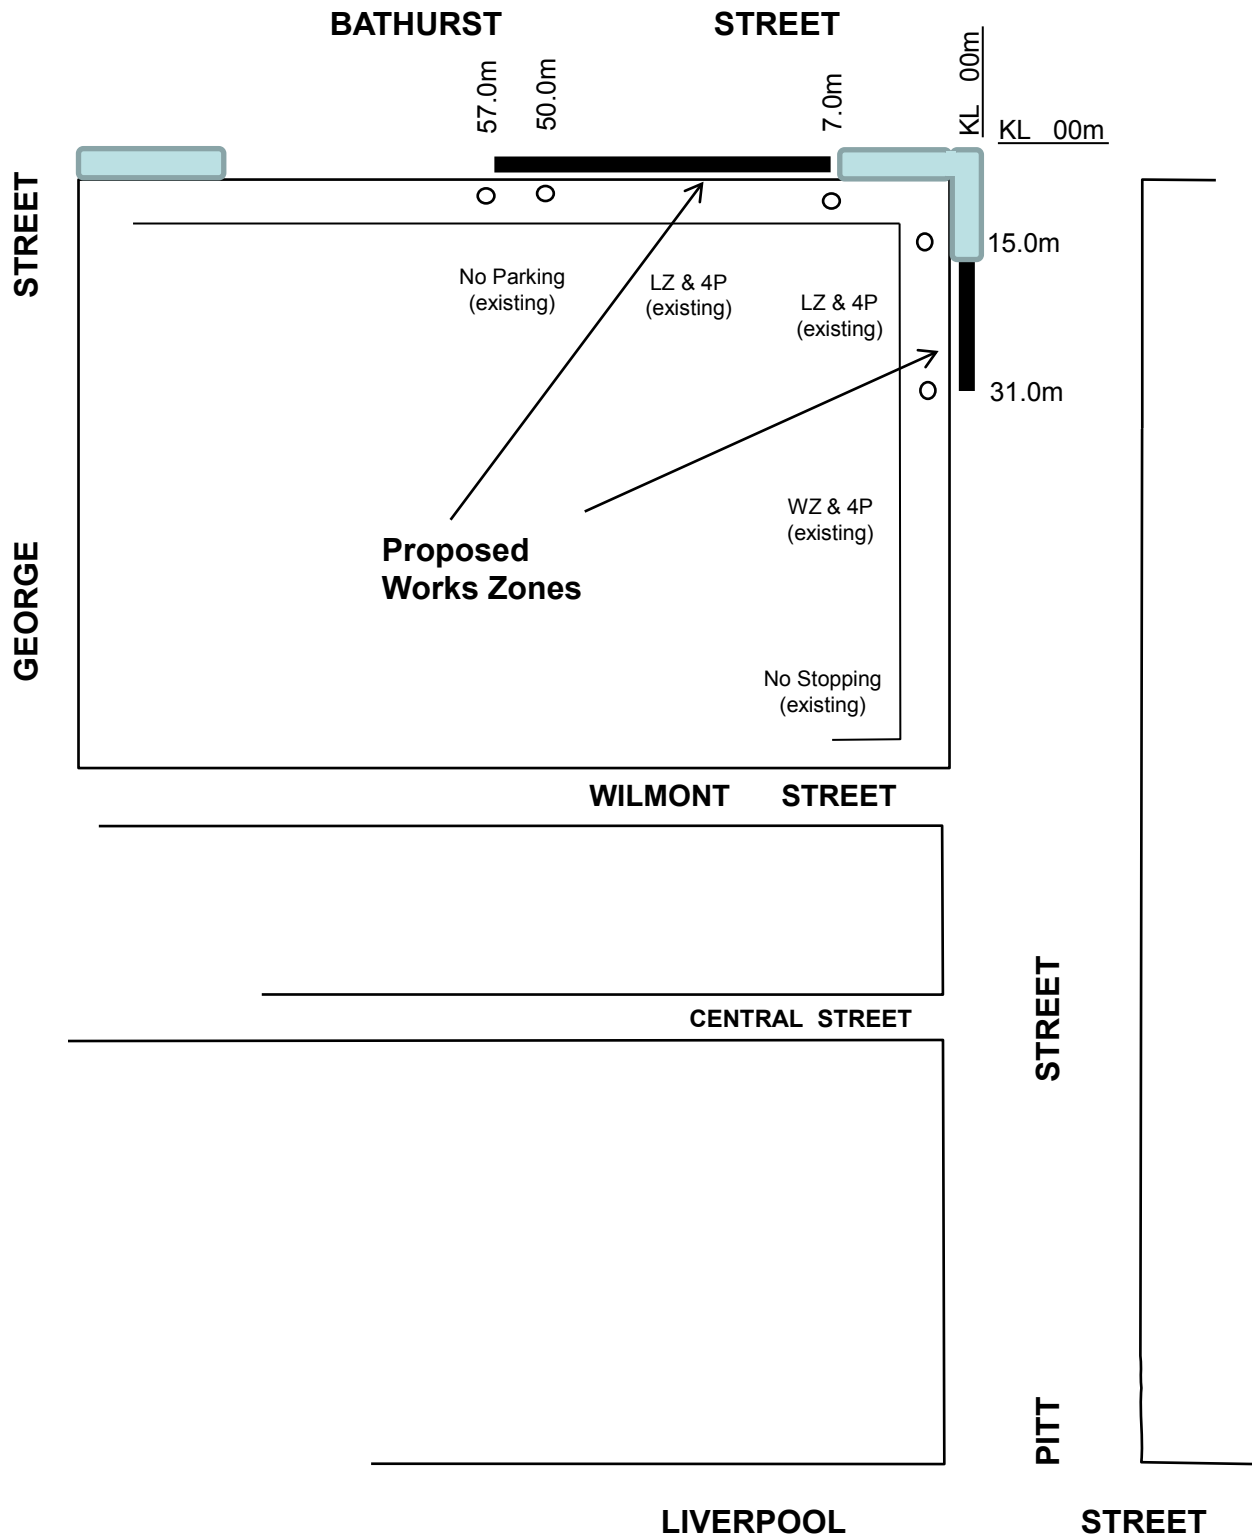 BATHURST STREET
57.0m
50.0m
7.0m
KL 00m
KL 00m
STREET
GEORGE
15.0m
No Parking
(existing)
LZ & 4P
(existing)
LZ & 4P
(existing)
31.0m
WZ & 4P
(existing)
Proposed
Works Zones
No Stopping
(existing)
WILMONT STREET
CENTRAL STREET
STREET
PITT
LIVERPOOL STREET